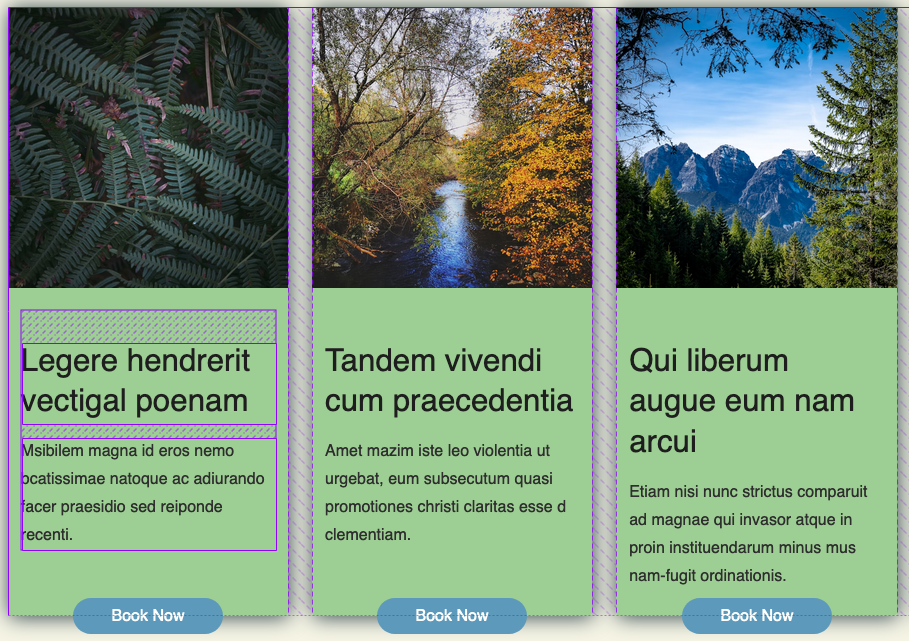 Legere hendrerit
vectigal poenam
Msibilem magna id eros nemo
ocatissimae natoque ac adiurando
facer praesidio sed reiponde
recenti.
Book Now
Tandem vivendi
cum praecedentia
Amet mazim iste leo violentia ut
urgebat, eum subsecutum quasi
promotiones christi claritas esse d
clementiam.
Book Now
Qui liberum
augue eum nam
arcui
Etiam nisi nunc strictus comparuit
ad magnae qui invasor atque in
proin instituendarum minus mus
nam-fugit ordinationis.
Book Now